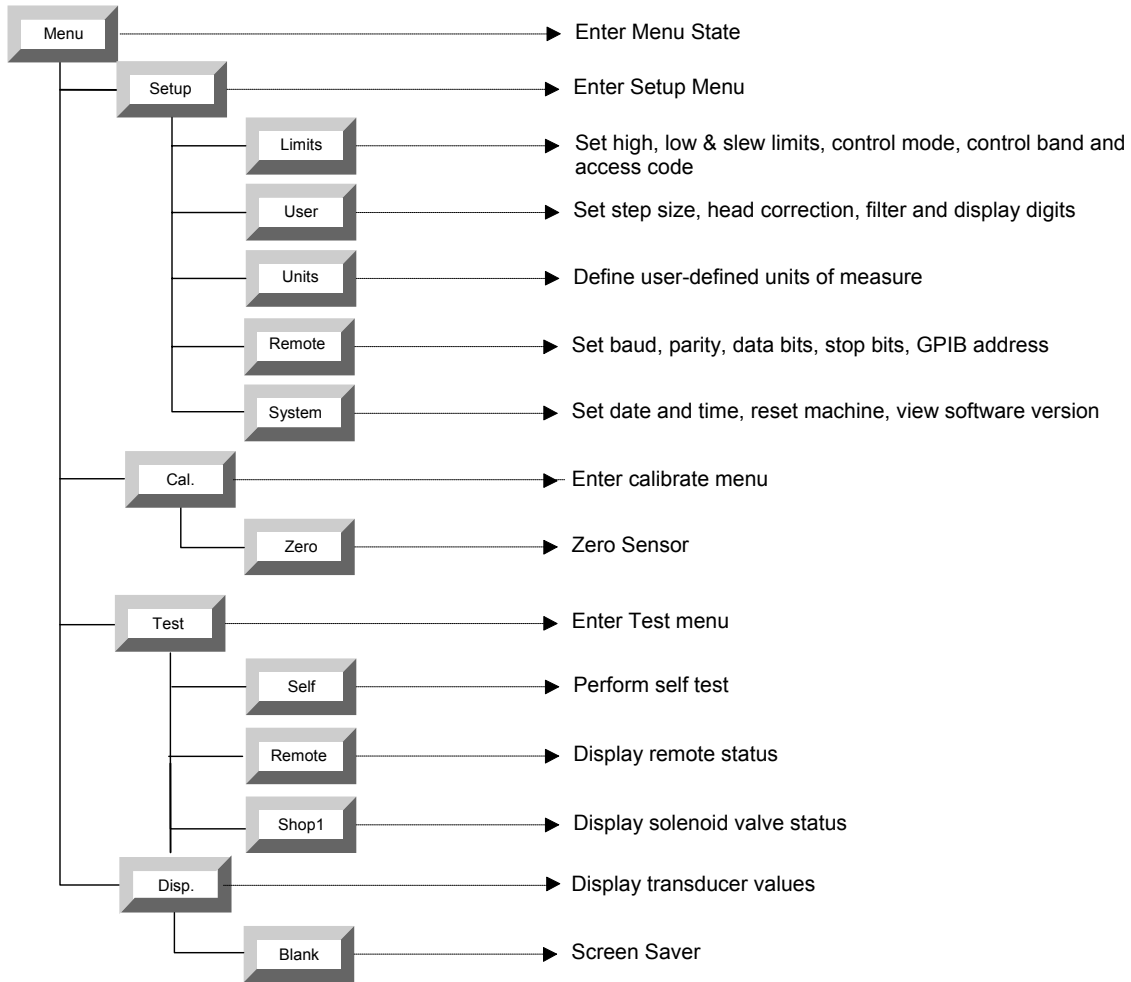 Menu
Enter Menu State
Setup
Enter Setup Menu
Limits
Set high, low & slew limits, control mode, control band and
access code
User
Set step size, head correction, filter and display digits
Units
Define user-defined units of measure
Remote
Set baud, parity, data bits, stop bits, GPIB address
System
Set date and time, reset machine, view software version
Cal.
Enter calibrate menu
Zero
Zero Sensor
Test
Enter Test menu
Self
Perform self test
Remote
Display remote status
Shop1
Display solenoid valve status
Disp.
Display transducer values
Blank
Screen Saver